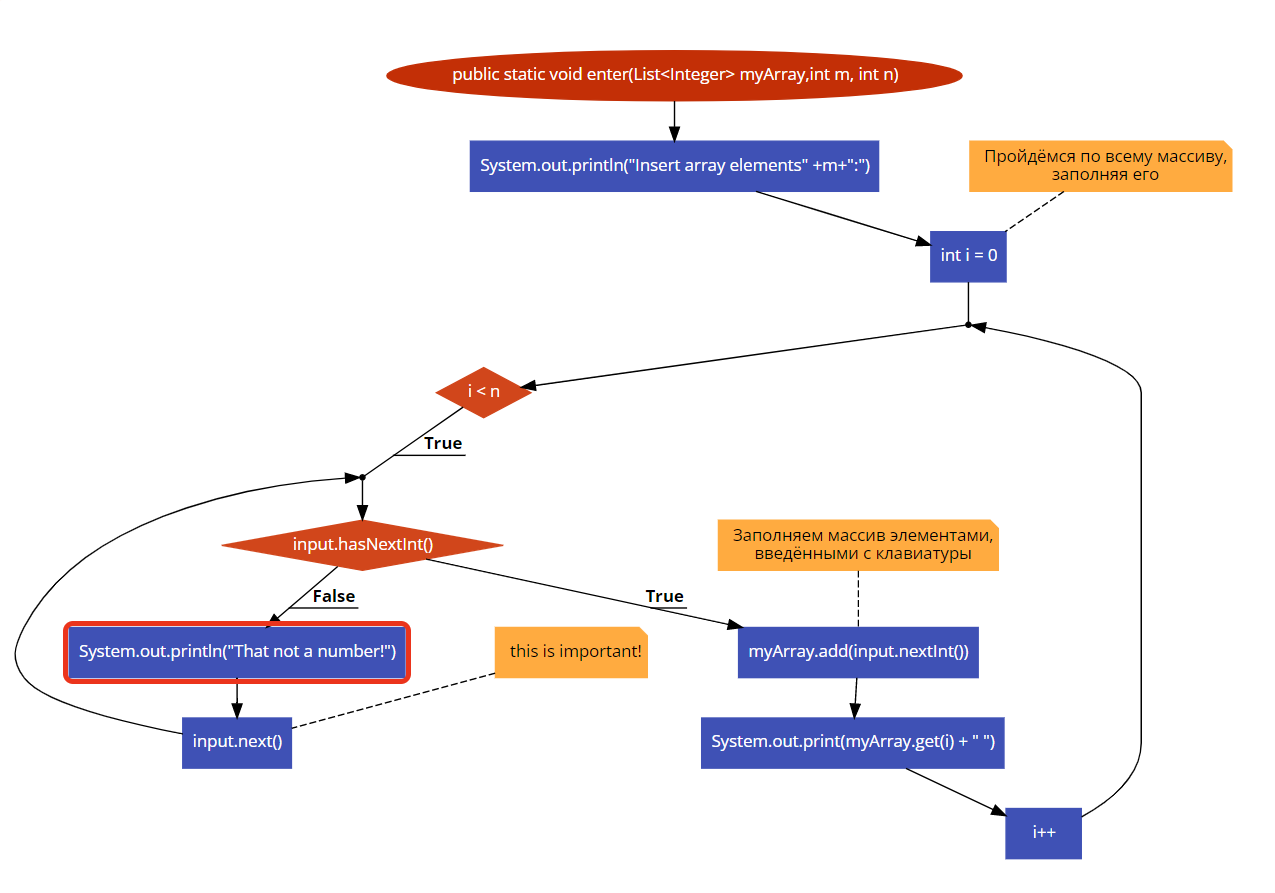 public static void enter(List<Integer> myArray,int m, int n)
System.out.println("Insert array elements" +m+":")
Пройдёмся по всему массиву,
заполняя его
int i = 0
i < n
True
input.hasNextInt()
Заполняем массив элементами,
введёнными с клавиатуры
False
True
System.out.println("That not a number!")
this is important!
myArray.add(input.nextInt())
input.next()
System.out.print(myArray.get(i) + " ")
i++